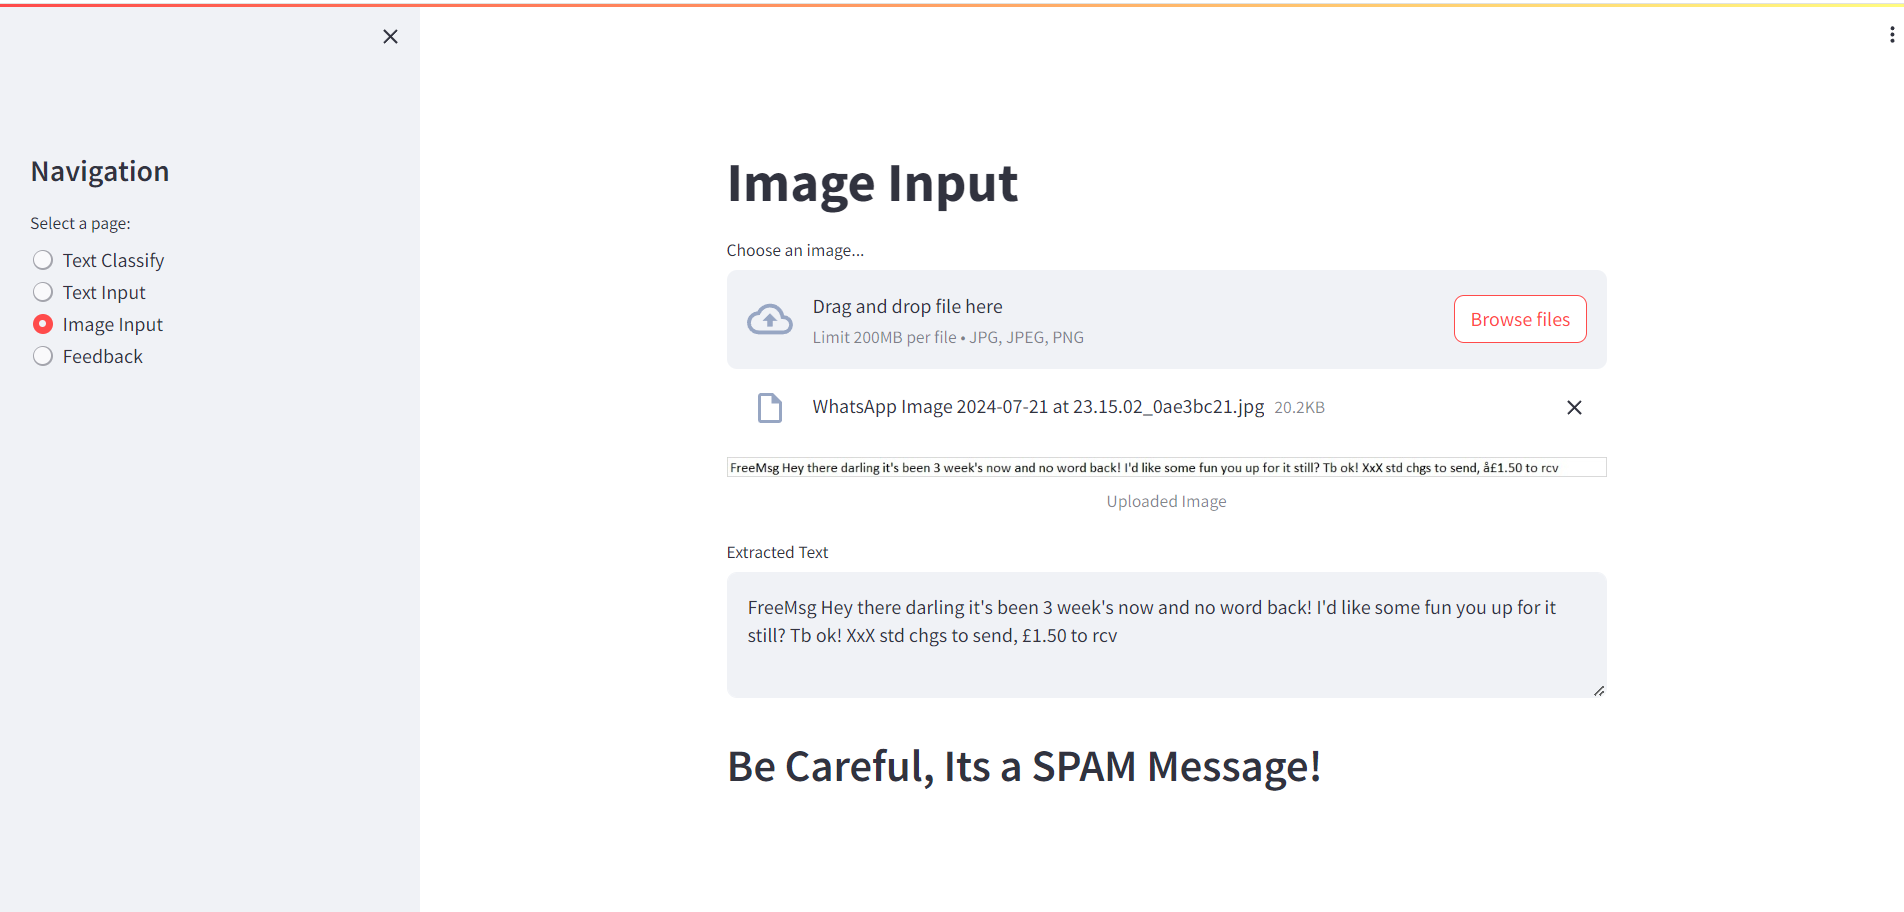 Navigation
Select a page:
Text Classify
Text Input
Image Input
Feedback
Image Input
Choose an image...
Drag and drop file here
Limit 200MB per file • JPG, JPEG, PNG
Browse files
WhatsApp Image 2024-07-21 at 23.15.02_0ae3bc21.jpg 20.2KB
FreeMsg Hey there darling it's been 3 week's now and no word back! I'd like some fun you up for it still? Tb ok! XxX std chgs to send, å£1.50 to rcv
Uploaded Image
Extracted Text
FreeMsg Hey there darling it's been 3 week's now and no word back! I'd like some fun you up for it
still? Tb ok! XxX std chgs to send, £1.50 to rcv
Be Careful, Its a SPAM Message!